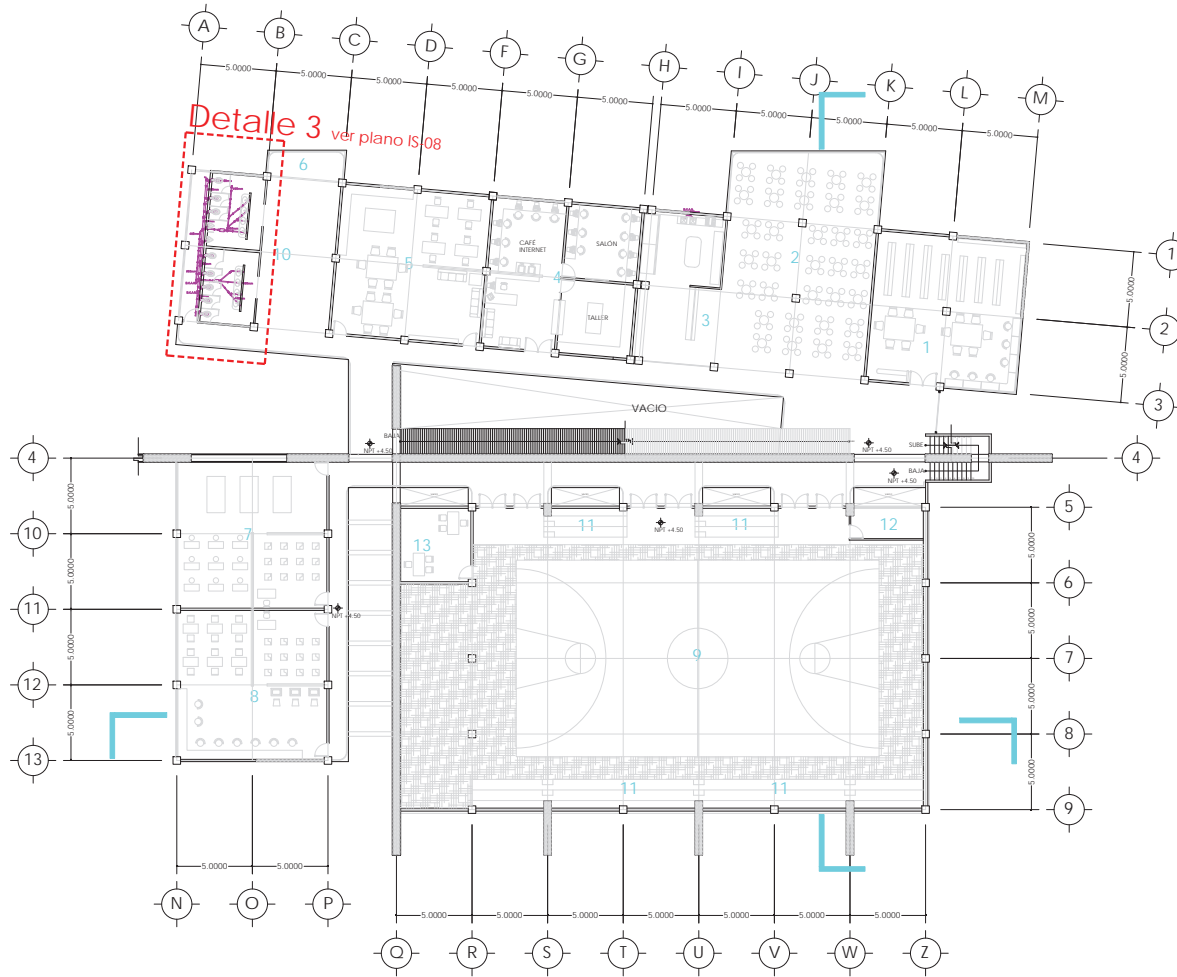 A
B
C
D
F
G
H
I
J
K
L
M
5.0000
5.0000
5.0000
5.0000
5.0000
5.0000
5.0000
5.0000
5.0000
5.0000
5.0000
Detalle 3 ver plano IS-08
6
10
5
CAFÉ
INTERNET
SALÓN
4
TALLER
2
3
1
1
2
3
5.0000
5.0000
VACIO
BAJA
NPT +4.50
NPT +4.50
SUBE
BAJA
NPT +4.50
4
4
7
8
10
11
12
13
5.0000
5.0000
5.0000
NPT +4.50
13
11
11
12
NPT +4.50
9
11
11
5
6
7
8
9
5.0000
5.0000
5.0000
5.0000
5.0000
5.0000
N
O
P
5.0000
5.0000
5.0000
5.0000
5.0000
5.0000
5.0000
Q
R
S
T
U
V
W
Z